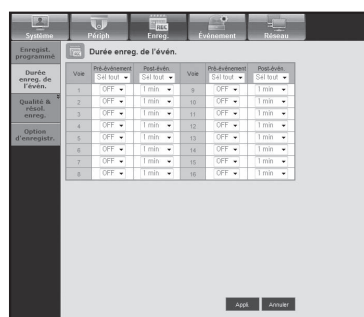 Système Périph. Enreg. Événement Réseau
REC
Enregist. programmé
Durée enreg. de l'évén.
Qualité & résol. enreg.
Option d'enregistr.
Durée enreg. de l'évén.
Voie Pré-événement Post-évén. Voie Pré-événement Post-évén.
Sél tout Sél tout Sél tout Sél tout
1 OFF 1 min 9 OFF 1 min
2 OFF 1 min 10 OFF 1 min
3 OFF 1 min 11 OFF 1 min
4 OFF 1 min 12 OFF 1 min
5 OFF 1 min 13 OFF 1 min
6 OFF 1 min 14 OFF 1 min
7 OFF 1 min 15 OFF 1 min
8 OFF 1 min 16 OFF 1 min
Appli. Annuler